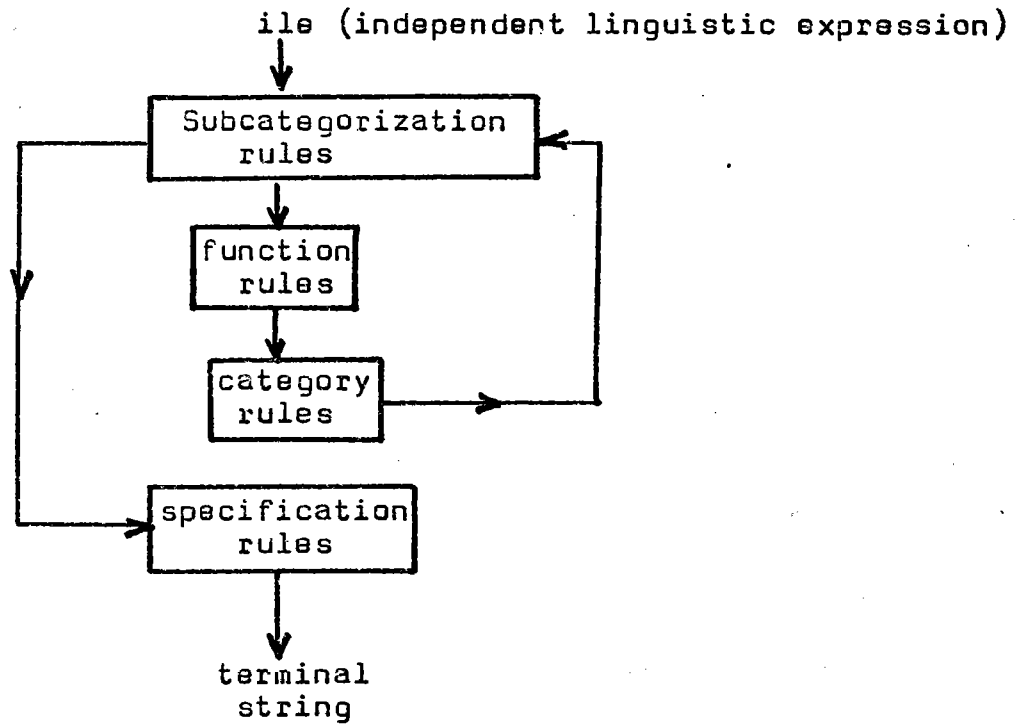 ile (independent linguistic expression)
Subcategorization
rules
function
rules
category
rules
specification
rules
terminal
string